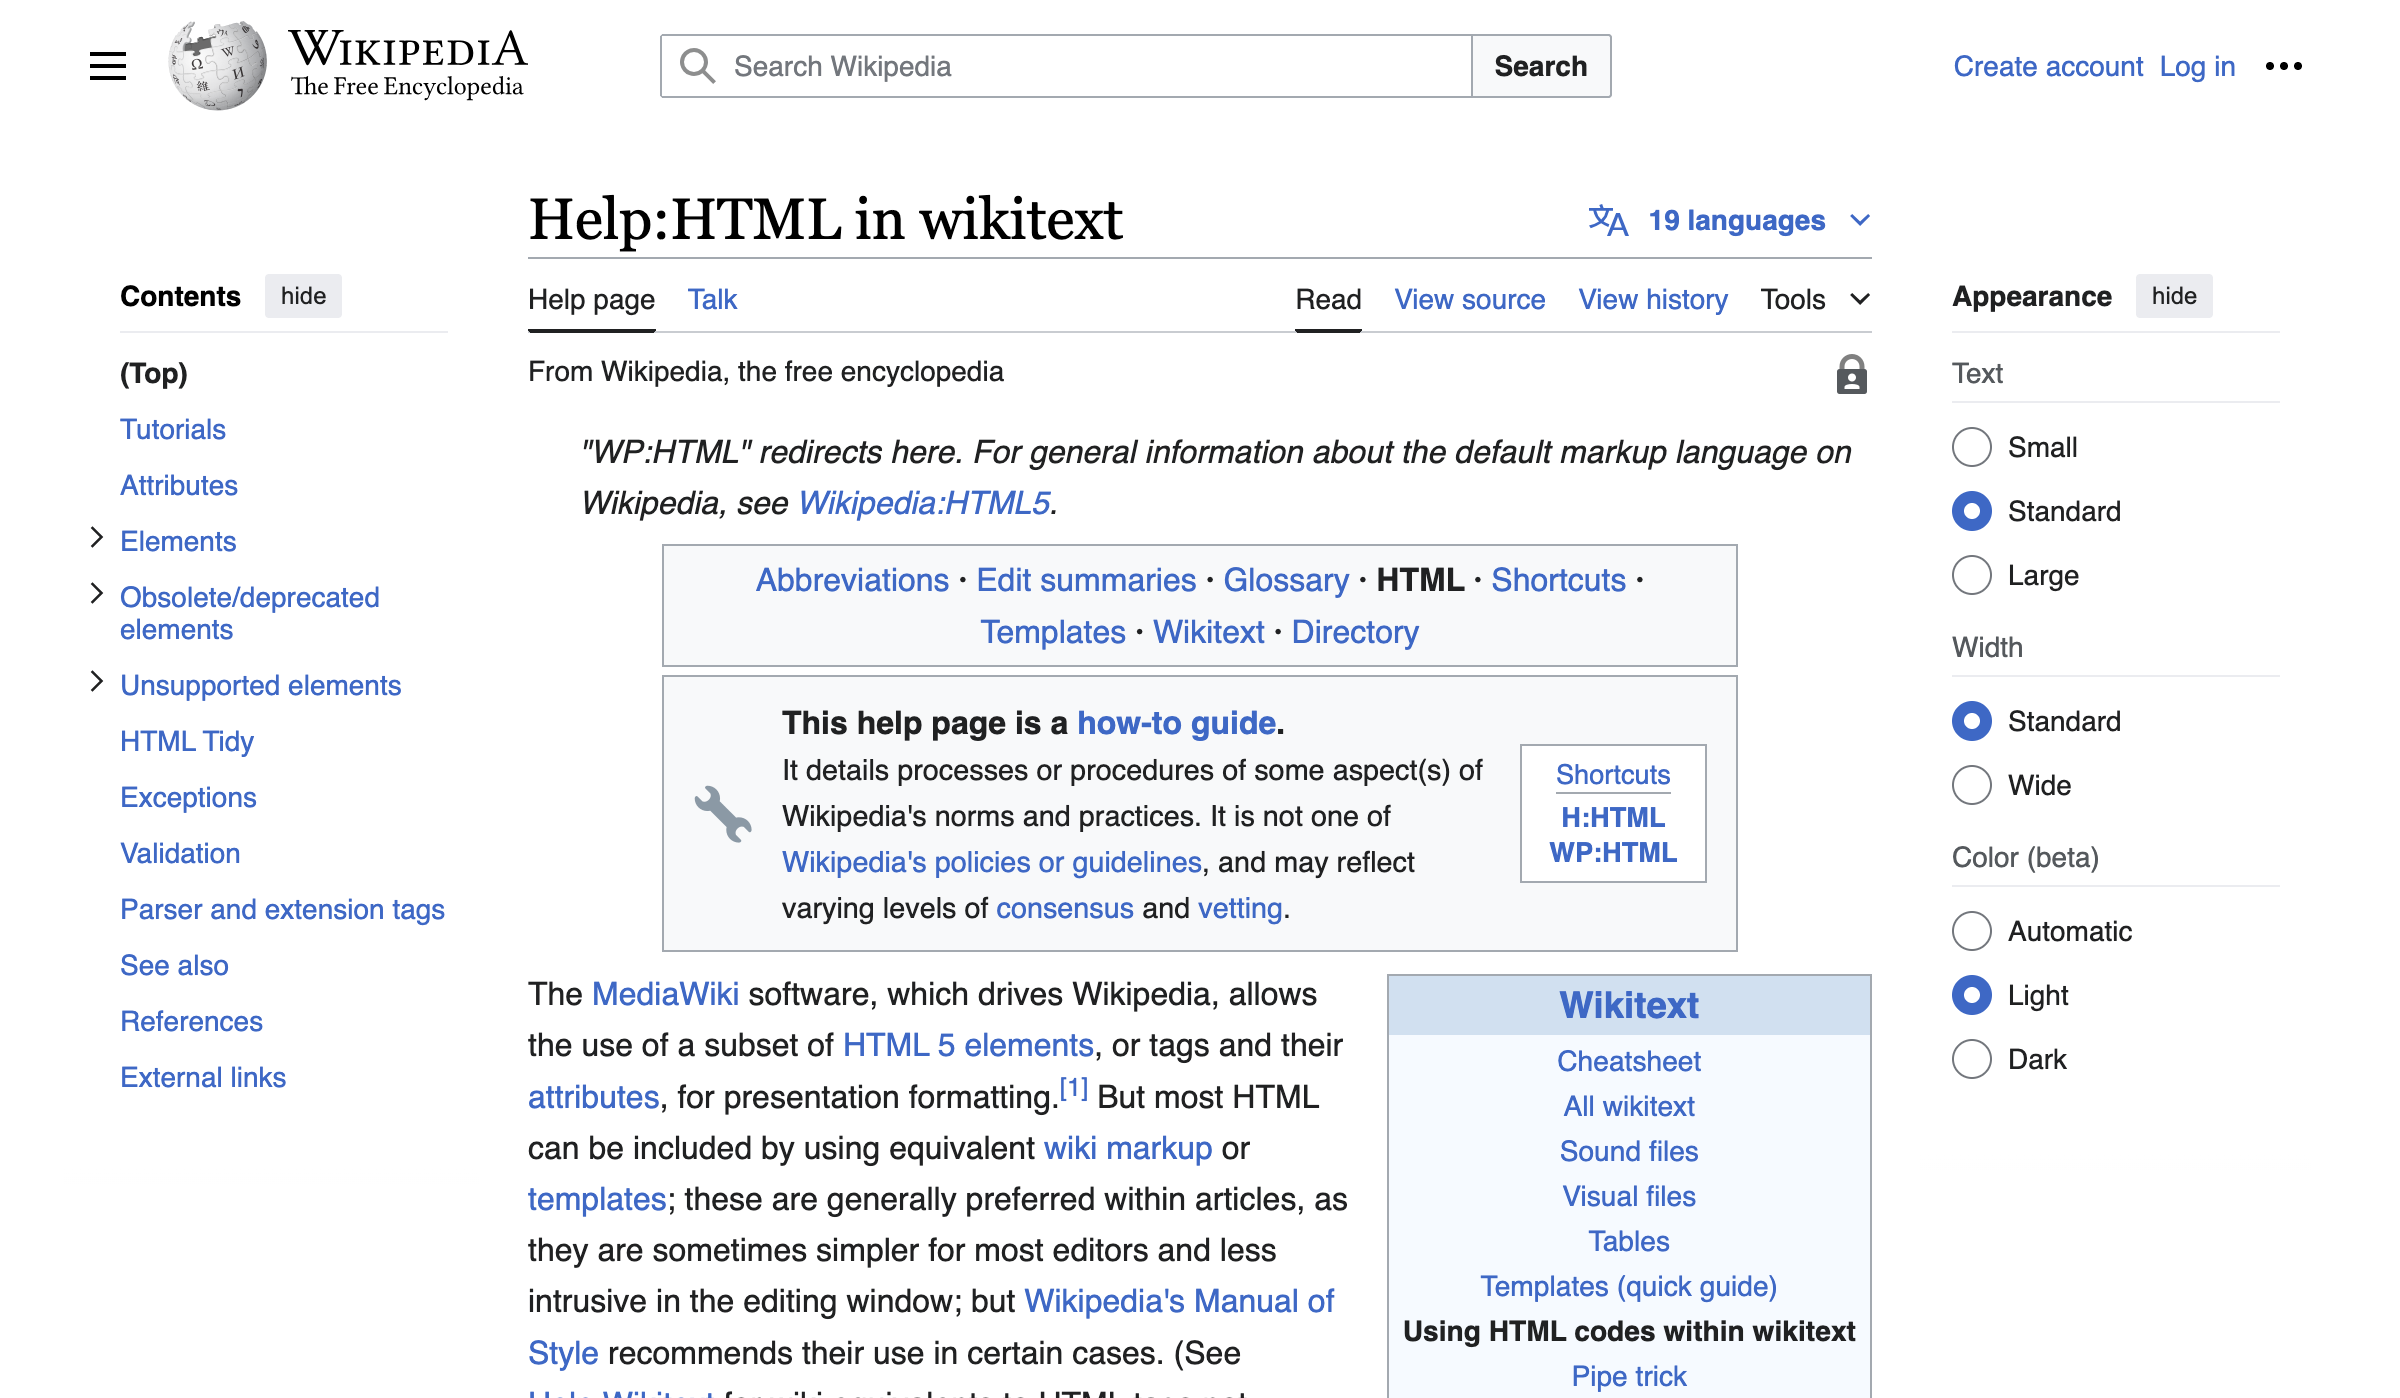 WIKIPEDIA
The Free Encyclopedia
Search Wikipedia
Search
Create account
Log in
Help:HTML in wikitext
19 languages
Contents
hide
(Top)
Tutorials
Attributes
Elements
Obsolete/deprecated
elements
Unsupported elements
HTML Tidy
Exceptions
Validation
Parser and extension tags
See also
References
External links
Help page
Talk
Read
View source
View history
Tools
From Wikipedia, the free encyclopedia
"WP:HTML" redirects here. For general information about the default markup language on
Wikipedia, see Wikipedia:HTML5.
Abbreviations · Edit summaries · Glossary · HTML · Shortcuts ·
Templates · Wikitext · Directory
This help page is a how-to guide.
It details processes or procedures of some aspect(s) of
Wikipedia's norms and practices. It is not one of
Wikipedia's policies or guidelines, and may reflect
varying levels of consensus and vetting.
Shortcuts
H:HTML
WP:HTML
The MediaWiki software, which drives Wikipedia, allows
the use of a subset of HTML 5 elements, or tags and their
attributes, for presentation formatting.[1] But most HTML
can be included by using equivalent wiki markup or
templates; these are generally preferred within articles, as
they are sometimes simpler for most editors and less
intrusive in the editing window; but Wikipedia's Manual of
Style recommends their use in certain cases. (See
Wikitext
Cheatsheet
All wikitext
Sound files
Visual files
Tables
Templates (quick guide)
Using HTML codes within wikitext
Pipe trick
Appearance
hide
Text
Small
Standard
Large
Width
Standard
Wide
Color (beta)
Automatic
Light
Dark